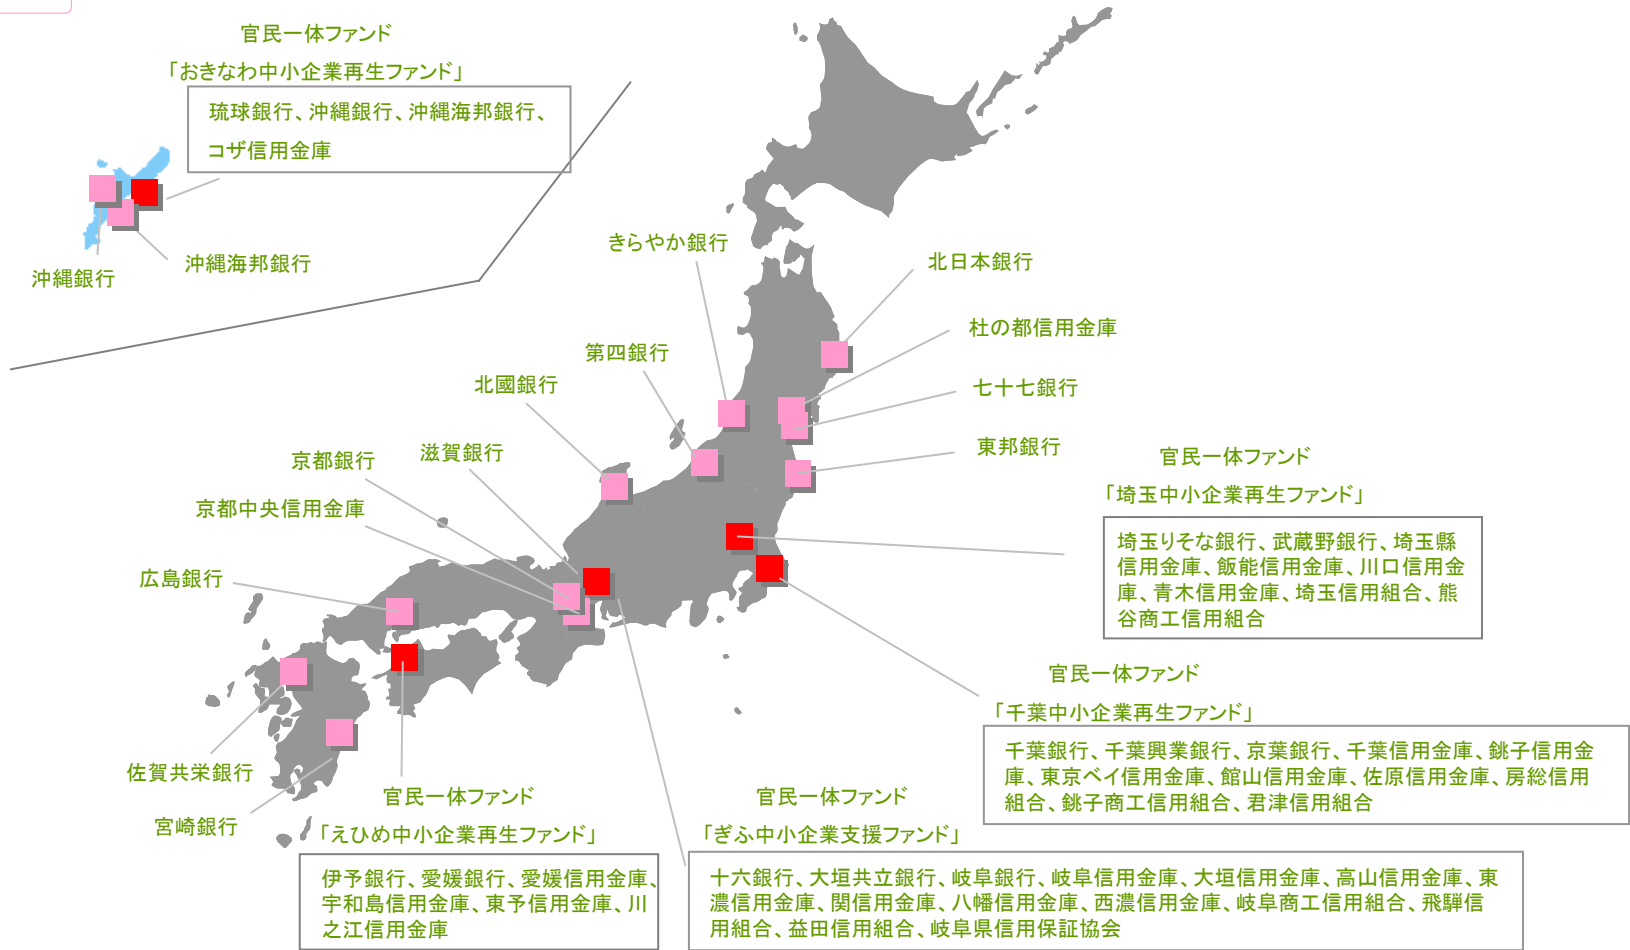 官民一体ファンド
「おきなわ中小企業再生ファンド」
琉球銀行、沖縄銀行、沖縄海邦銀行、
コザ信用金庫
沖縄海邦銀行
沖縄銀行
きらやか銀行
北日本銀行
杜の都信用金庫
第四銀行
北國銀行
七十七銀行
滋賀銀行
京都銀行
東邦銀行
京都中央信用金庫
広島銀行
官民一体ファンド
「埼玉中小企業再生ファンド」
埼玉りそな銀行、武蔵野銀行、埼玉縣
信用金庫、飯能信用金庫、川口信用金
庫、青木信用金庫、埼玉信用組合、熊
谷商工信用組合
官民一体ファンド
「千葉中小企業再生ファンド」
千葉銀行、千葉興業銀行、京葉銀行、千葉信用金庫、銚子信用金
庫、東京ベイ信用金庫、館山信用金庫、佐原信用金庫、房総信用
組合、銚子商工信用組合、君津信用組合
佐賀共栄銀行
宮崎銀行
官民一体ファンド
「えひめ中小企業再生ファンド」
伊予銀行、愛媛銀行、愛媛信用金庫、
宇和島信用金庫、東予信用金庫、川
之江信用金庫
官民一体ファンド
「ぎふ中小企業支援ファンド」
十六銀行、大垣共立銀行、岐阜銀行、岐阜信用金庫、大垣信用金庫、高山信用金庫、東
濃信用金庫、関信用金庫、八幡信用金庫、西濃信用金庫、岐阜商工信用組合、飛騨信
用組合、益田信用組合、岐阜県信用保証協会